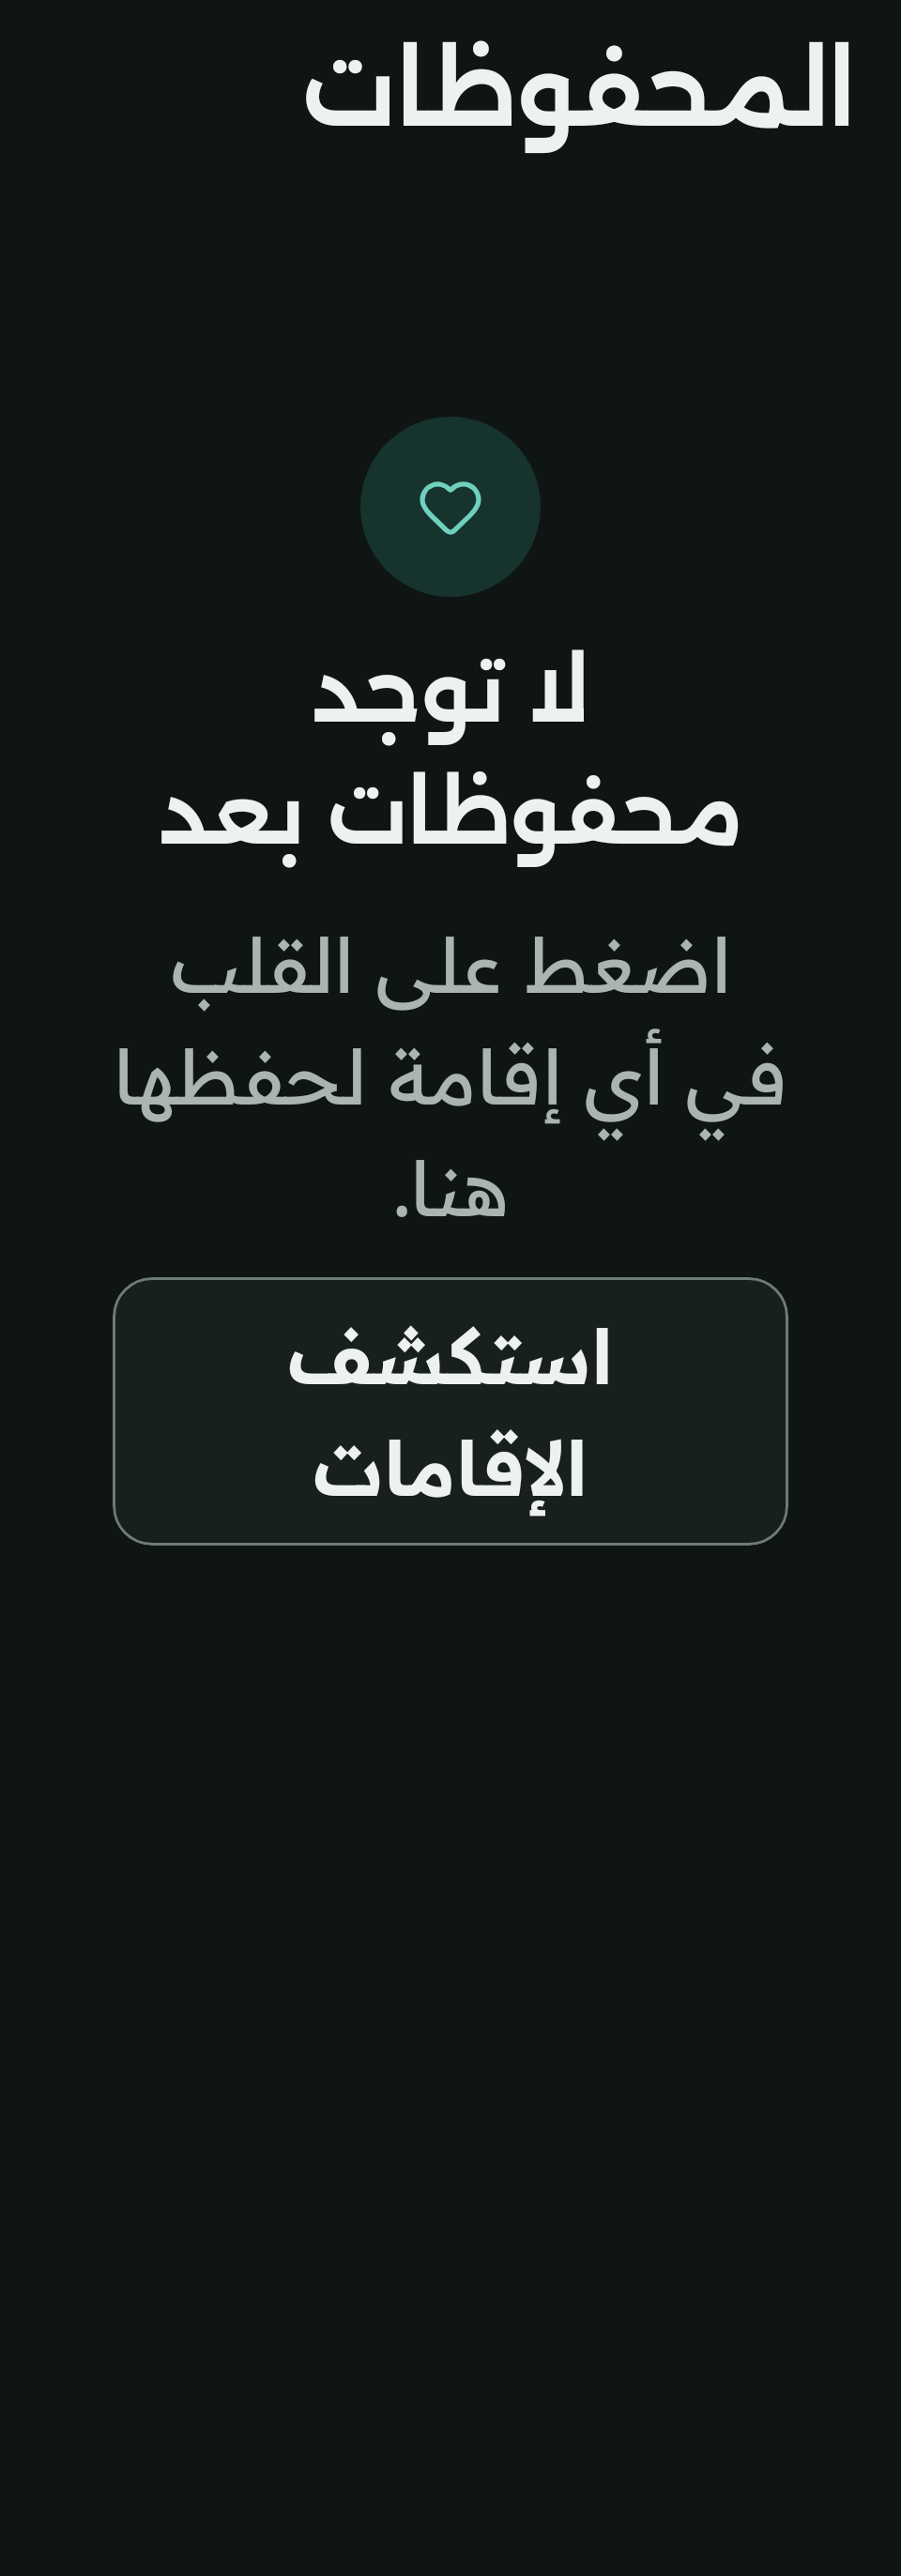 المحفوظات
لا توجد
محفوظات بعد
اضغط على القلب
في أي إقامة لحفظها
هنا.
استكشف
الإقامات